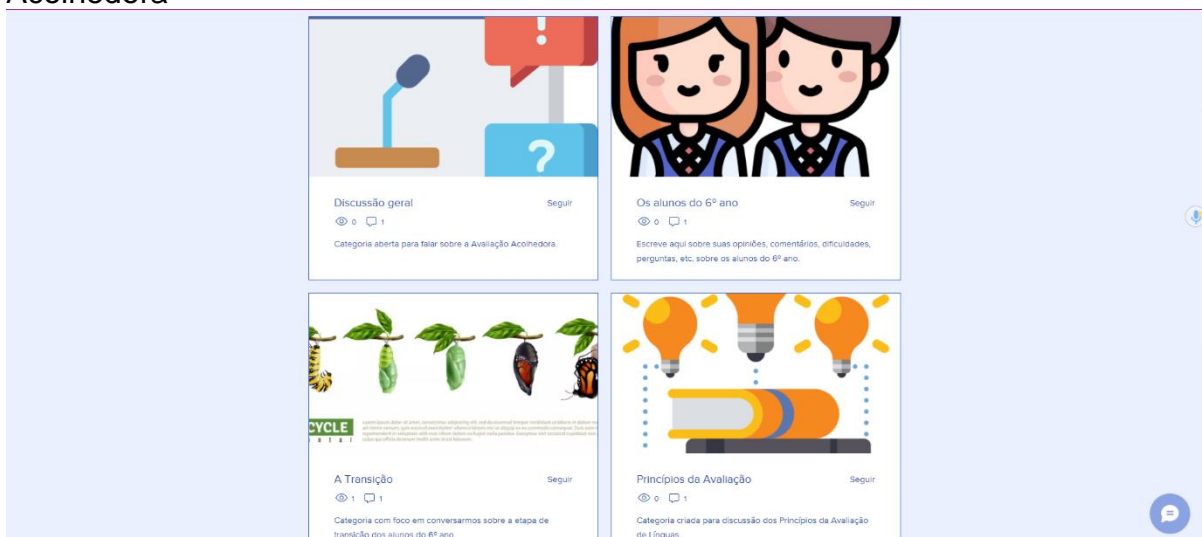 Acolhedora
Discussão geral
Seguir
0 1
Categoria aberta para falar sobre a Avaliação Acolhedora.
Os alunos do 6º ano
Seguir
0 1
Escreve aqui sobre suas opiniões, comentários, dificuldades,
perguntas, etc. sobre os alunos do 6º ano.
CYCLE
A Transição
Seguir
1 1
Categoria com foco em conversarmos sobre a etapa de
transição dos alunos do 6º ano.
Princípios da Avaliação
Seguir
0 1
Categoria criada para discussão dos Princípios da Avaliação
de Línguas.